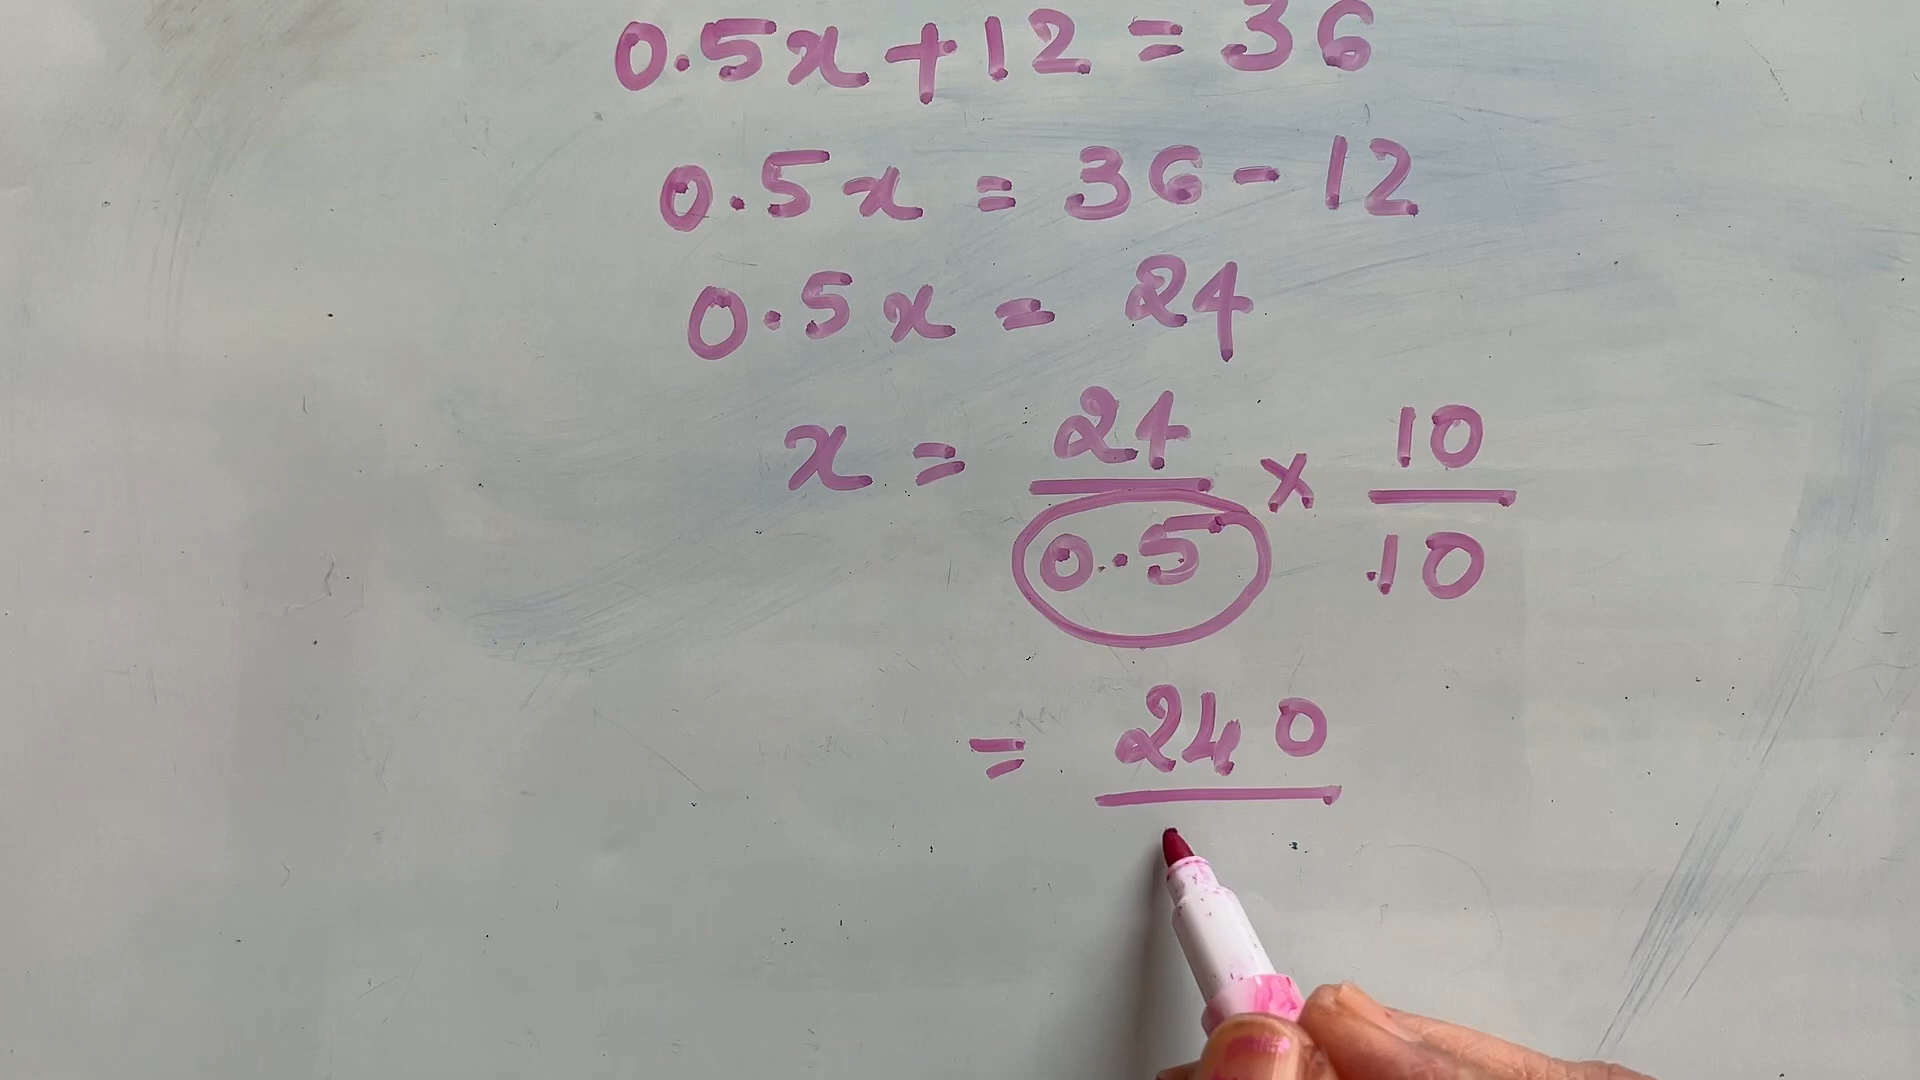 0.5x + 12 = 36
0.5x = 36 - 12
0.5x = 24
x = 24/0.5 × 10/10
= 240